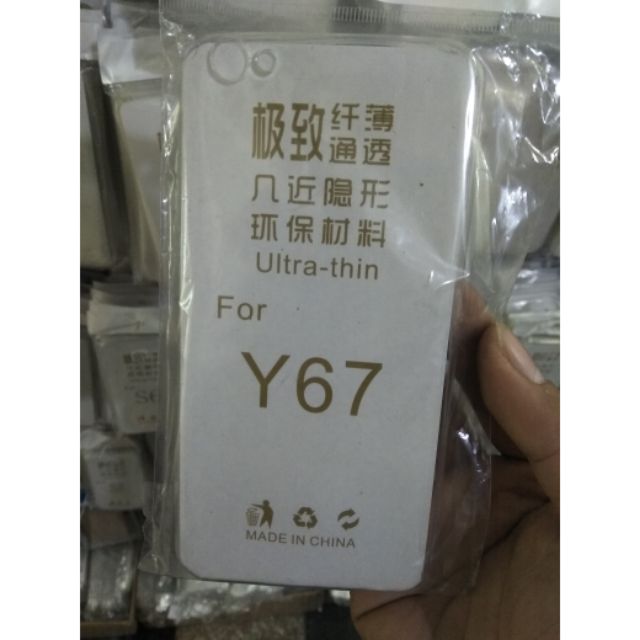 极致纤薄
通透
几近隐形
环保材料
Ultra-thin
For
Y67
MADE IN CHINA
S6